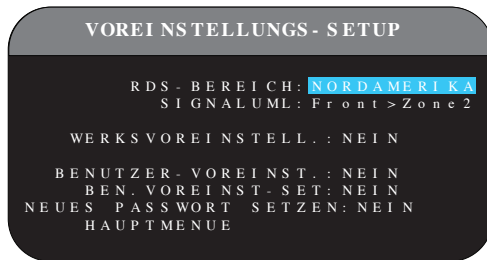 VOREINSTELLUNGS- SETUP
RDS-BEREICH: NORDAMERIKA
SIGNALUML: Front>Zone2
WERKSVOREINSTELL.: NEIN
BENUTZER-VOREINST.: NEIN
BEN. VOREINST-SET: NEIN
NEUES PASSWORT SETZEN: NEIN
HAUPTMENUE